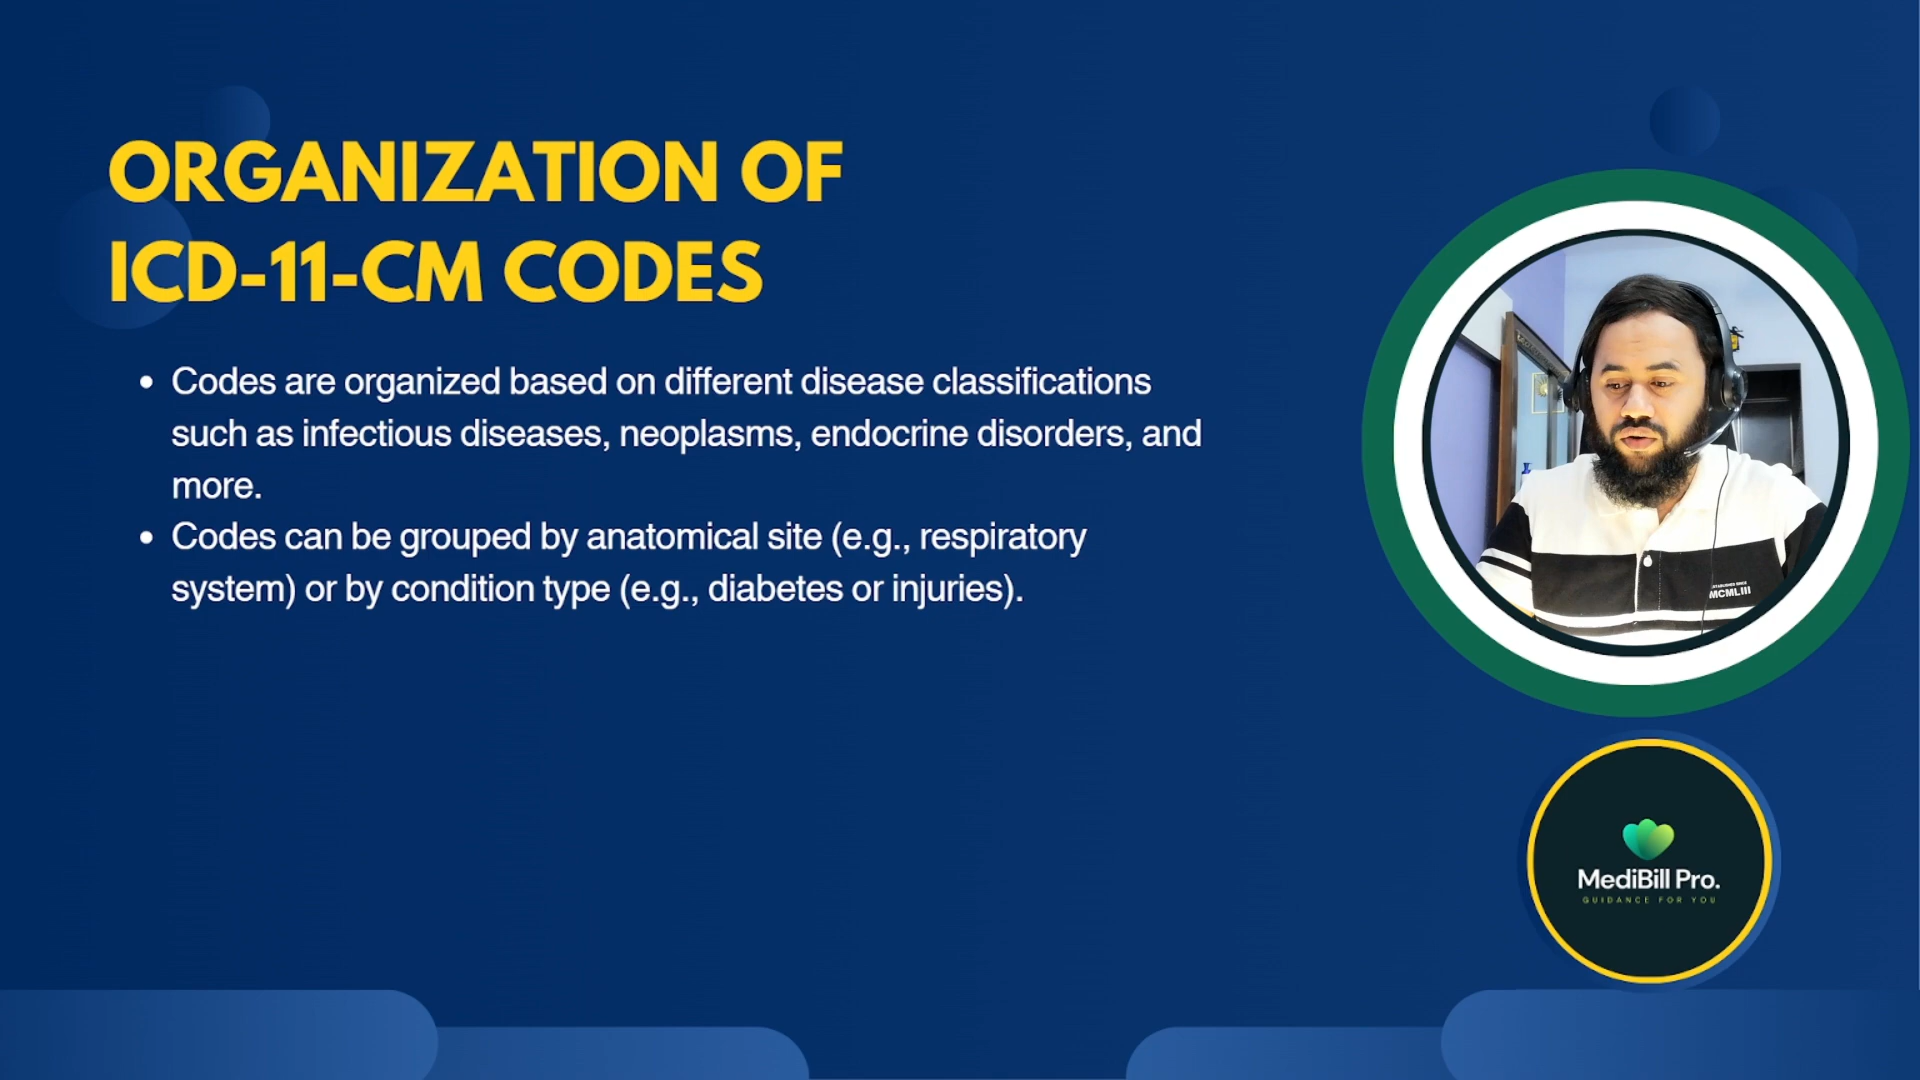 ORGANIZATION OF
ICD-11-CM CODES
• Codes are organized based on different disease classifications
such as infectious diseases, neoplasms, endocrine disorders, and
more.
• Codes can be grouped by anatomical site (e.g., respiratory
system) or by condition type (e.g., diabetes or injuries).
MCMLIII
MediBill Pro.
GUIDANCE FOR YOU